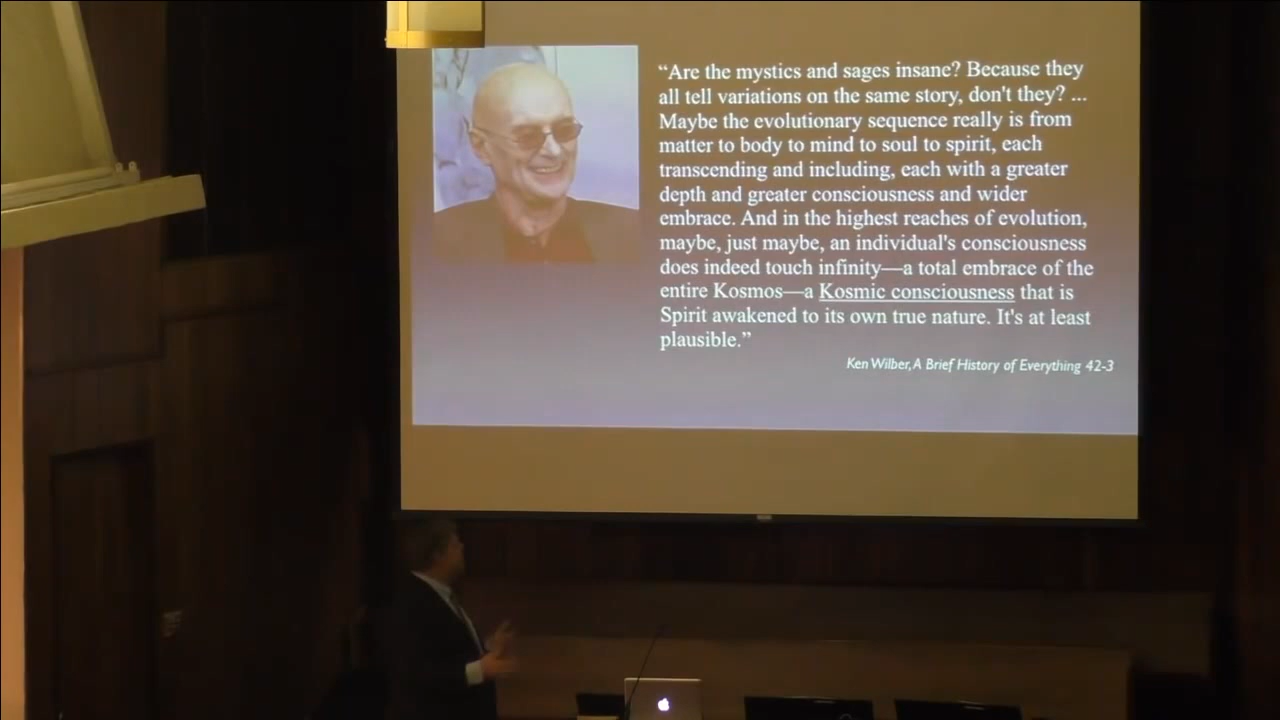 “Are the mystics and sages insane? Because they
all tell variations on the same story, don't they? ...
Maybe the evolutionary sequence really is from
matter to body to mind to soul to spirit, each
transcending and including, each with a greater
depth and greater consciousness and wider
embrace. And in the highest reaches of evolution,
maybe, just maybe, an individual's consciousness
does indeed touch infinity—a total embrace of the
entire Kosmos—a Kosmic consciousness that is
Spirit awakened to its own true nature. It's at least
plausible.”
Ken Wilber, A Brief History of Everything 42-3